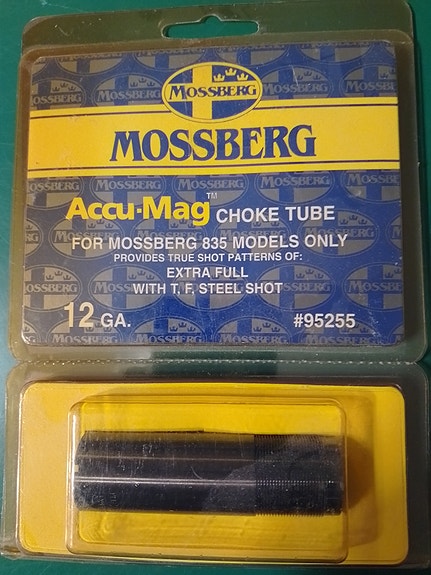 MOSSBERG
MOSSBERG
Accu-Mag™ CHOKE TUBE
FOR MOSSBERG 835 MODELS ONLY
PROVIDES TRUE SHOT PATTERNS OF:
EXTRA FULL
WITH T, F, STEEL SHOT
12 GA. #95255